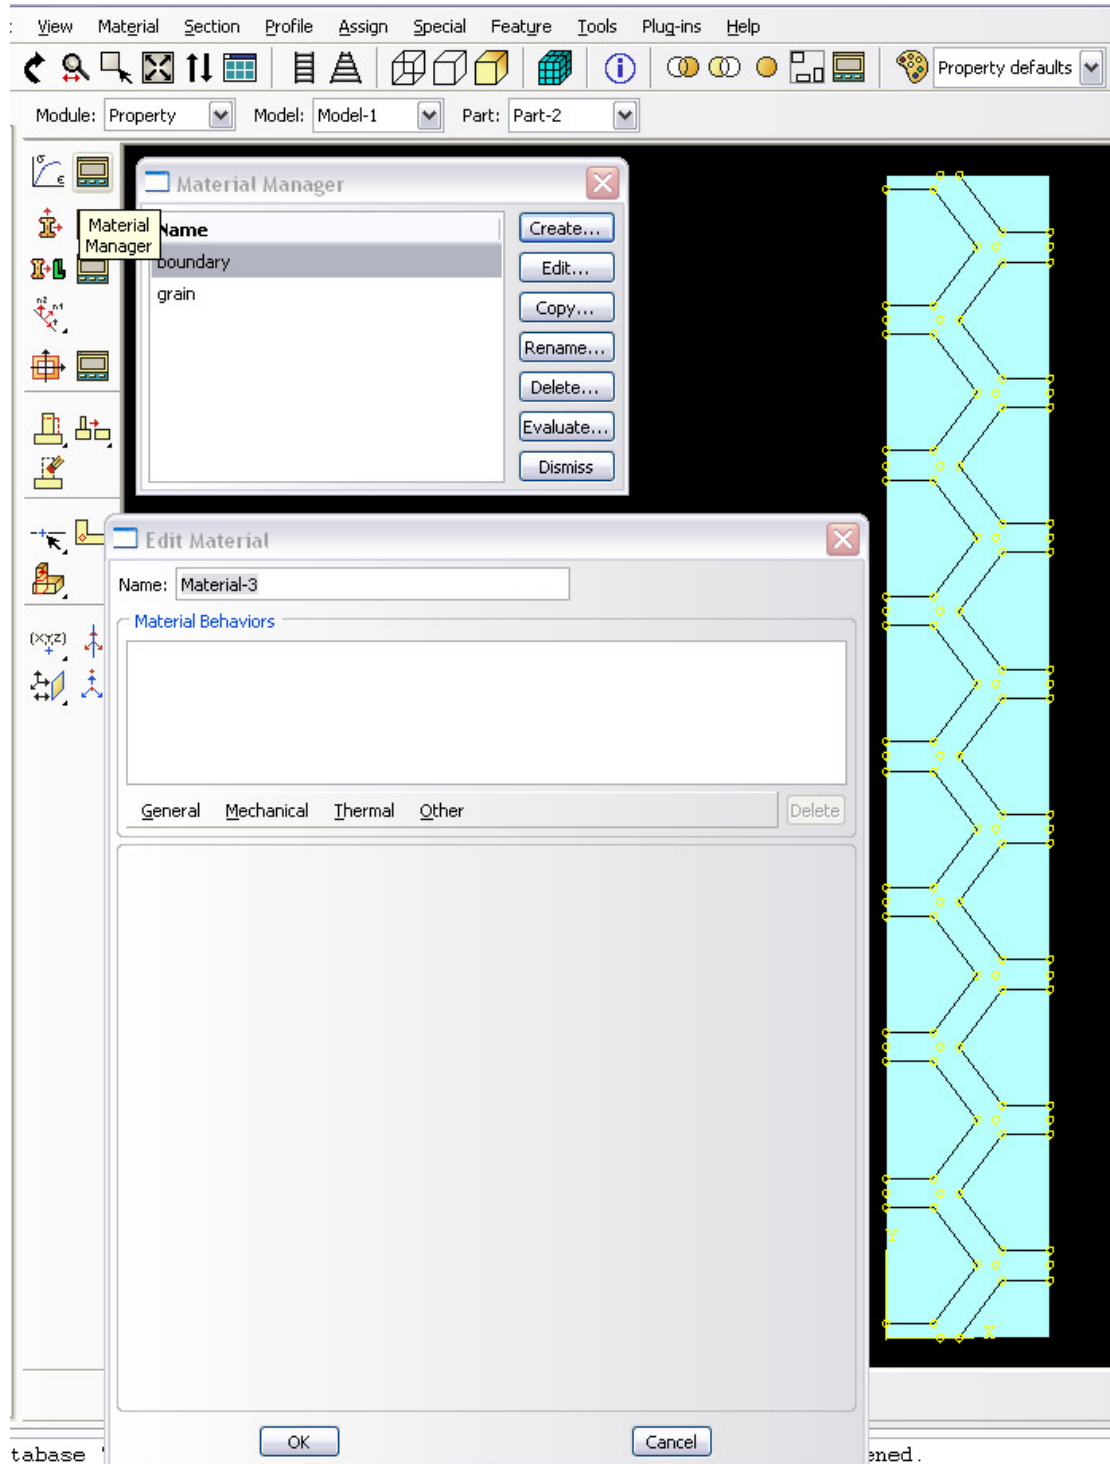 View Material Section Profile Assign Special Feature Tools Plug-ins Help
Property defaults
Module: Property Model: Model-1 Part: Part-2
Material Manager
Material Manager
Name
boundary
grain
Create...
Edit...
Copy...
Rename...
Delete...
Evaluate...
Dismiss
Edit Material
Name: Material-3
Material Behaviors
General Mechanical Thermal Other Delete
(XYZ)
Y
X
OK Cancel
tabase ened.